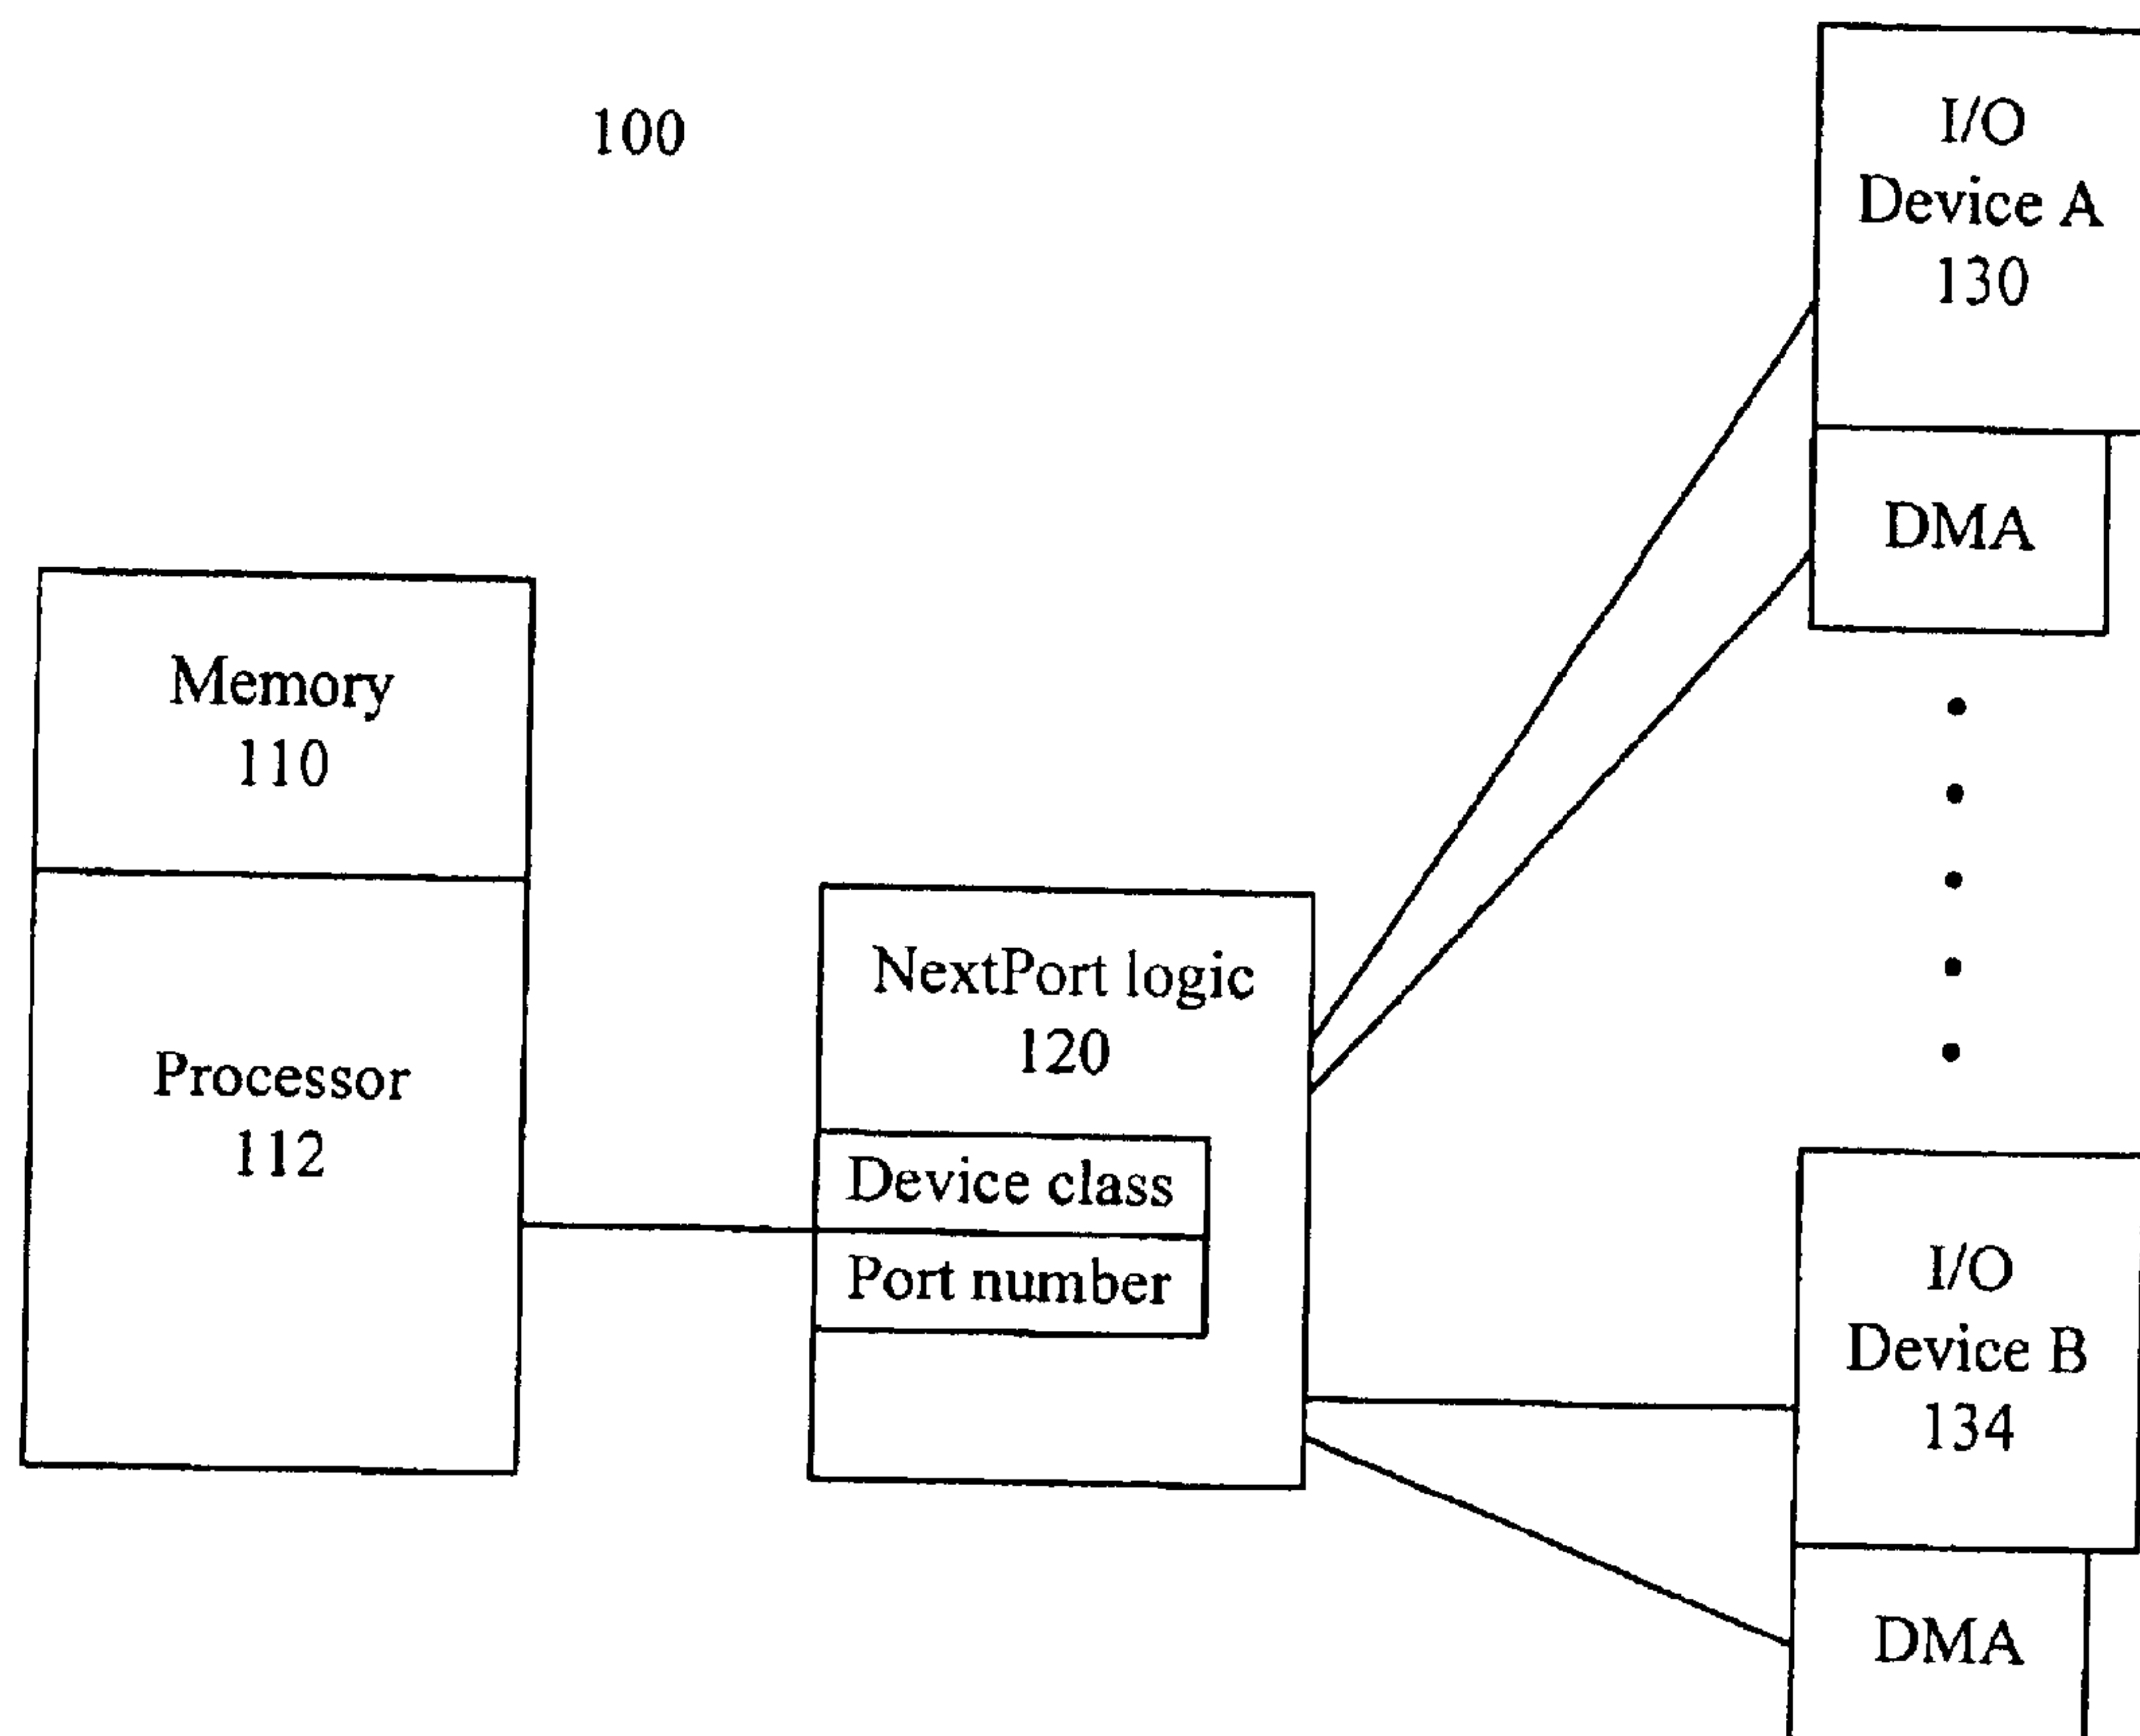 100
I/O
Device A
130
DMA
Memory
110
Processor
112
NextPort logic
120
Device class
Port number
I/O
Device B
134
DMA